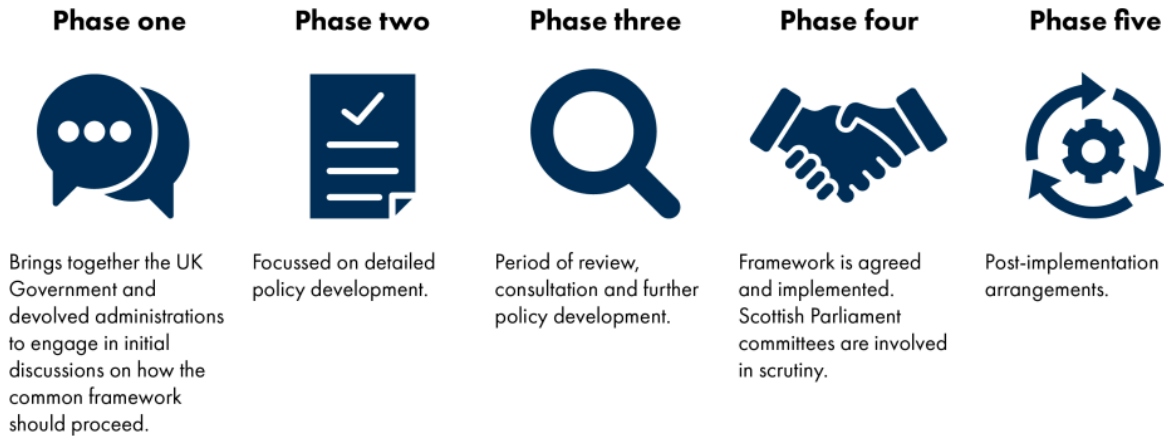 Phase one
Brings together the UK
Government and
devolved administrations
to engage in initial
discussions on how the
common framework
should proceed.
Phase two
Focussed on detailed
policy development.
Phase three
Period of review,
consultation and further
policy development.
Phase four
Framework is agreed
and implemented.
Scottish Parliament
committees are involved
in scrutiny.
Phase five
Post-implementation
arrangements.